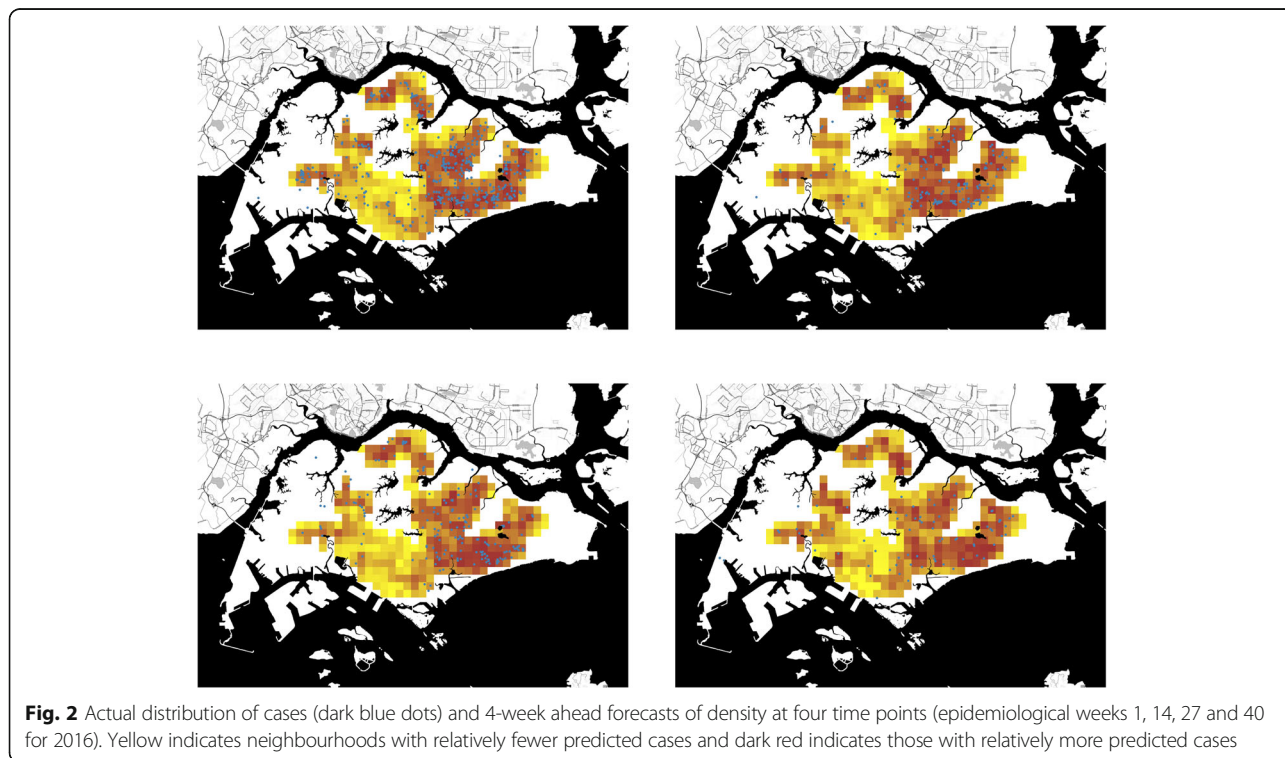 Fig. 2 Actual distribution of cases (dark blue dots) and 4-week ahead forecasts of density at four time points (epidemiological weeks 1, 14, 27 and 40
for 2016). Yellow indicates neighbourhoods with relatively fewer predicted cases and dark red indicates those with relatively more predicted cases